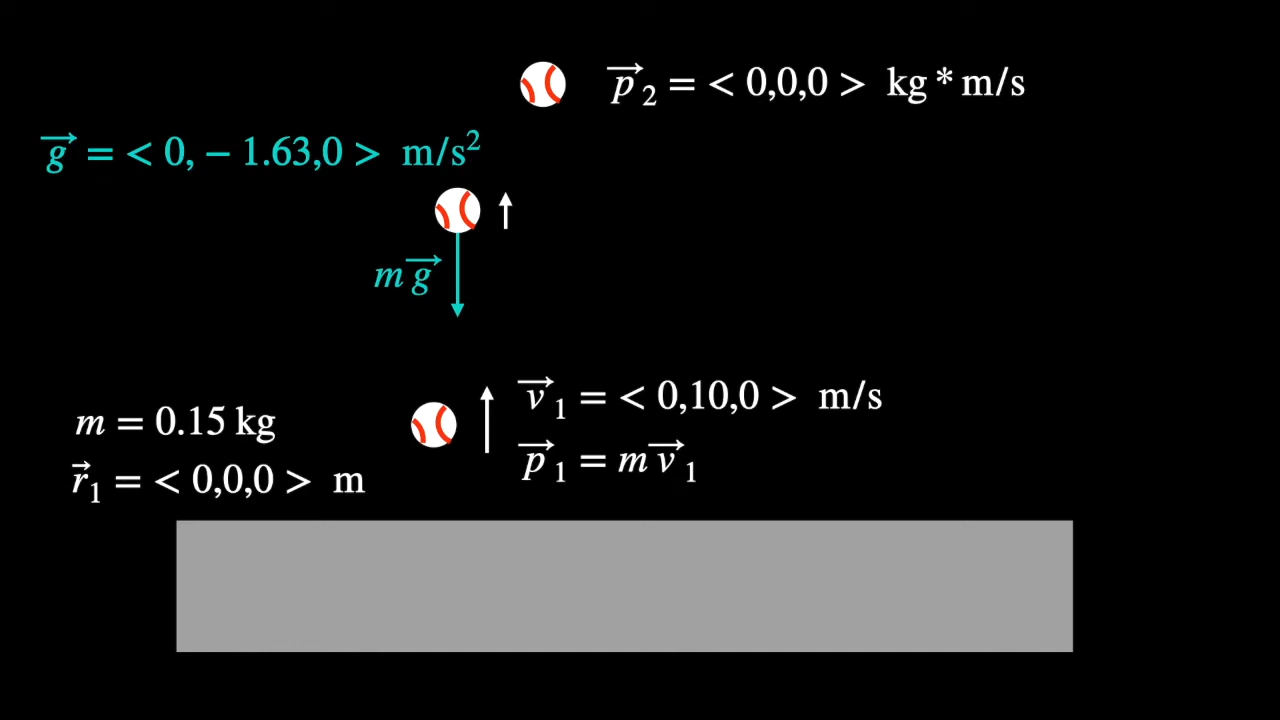 p⃗₂ = < 0,0,0 > kg * m/s
g⃗ = < 0, − 1.63,0 > m/s²
mg⃗
v⃗₁ = < 0,10,0 > m/s
m = 0.15 kg
p⃗₁ = mv⃗₁
r⃗₁ = < 0,0,0 > m